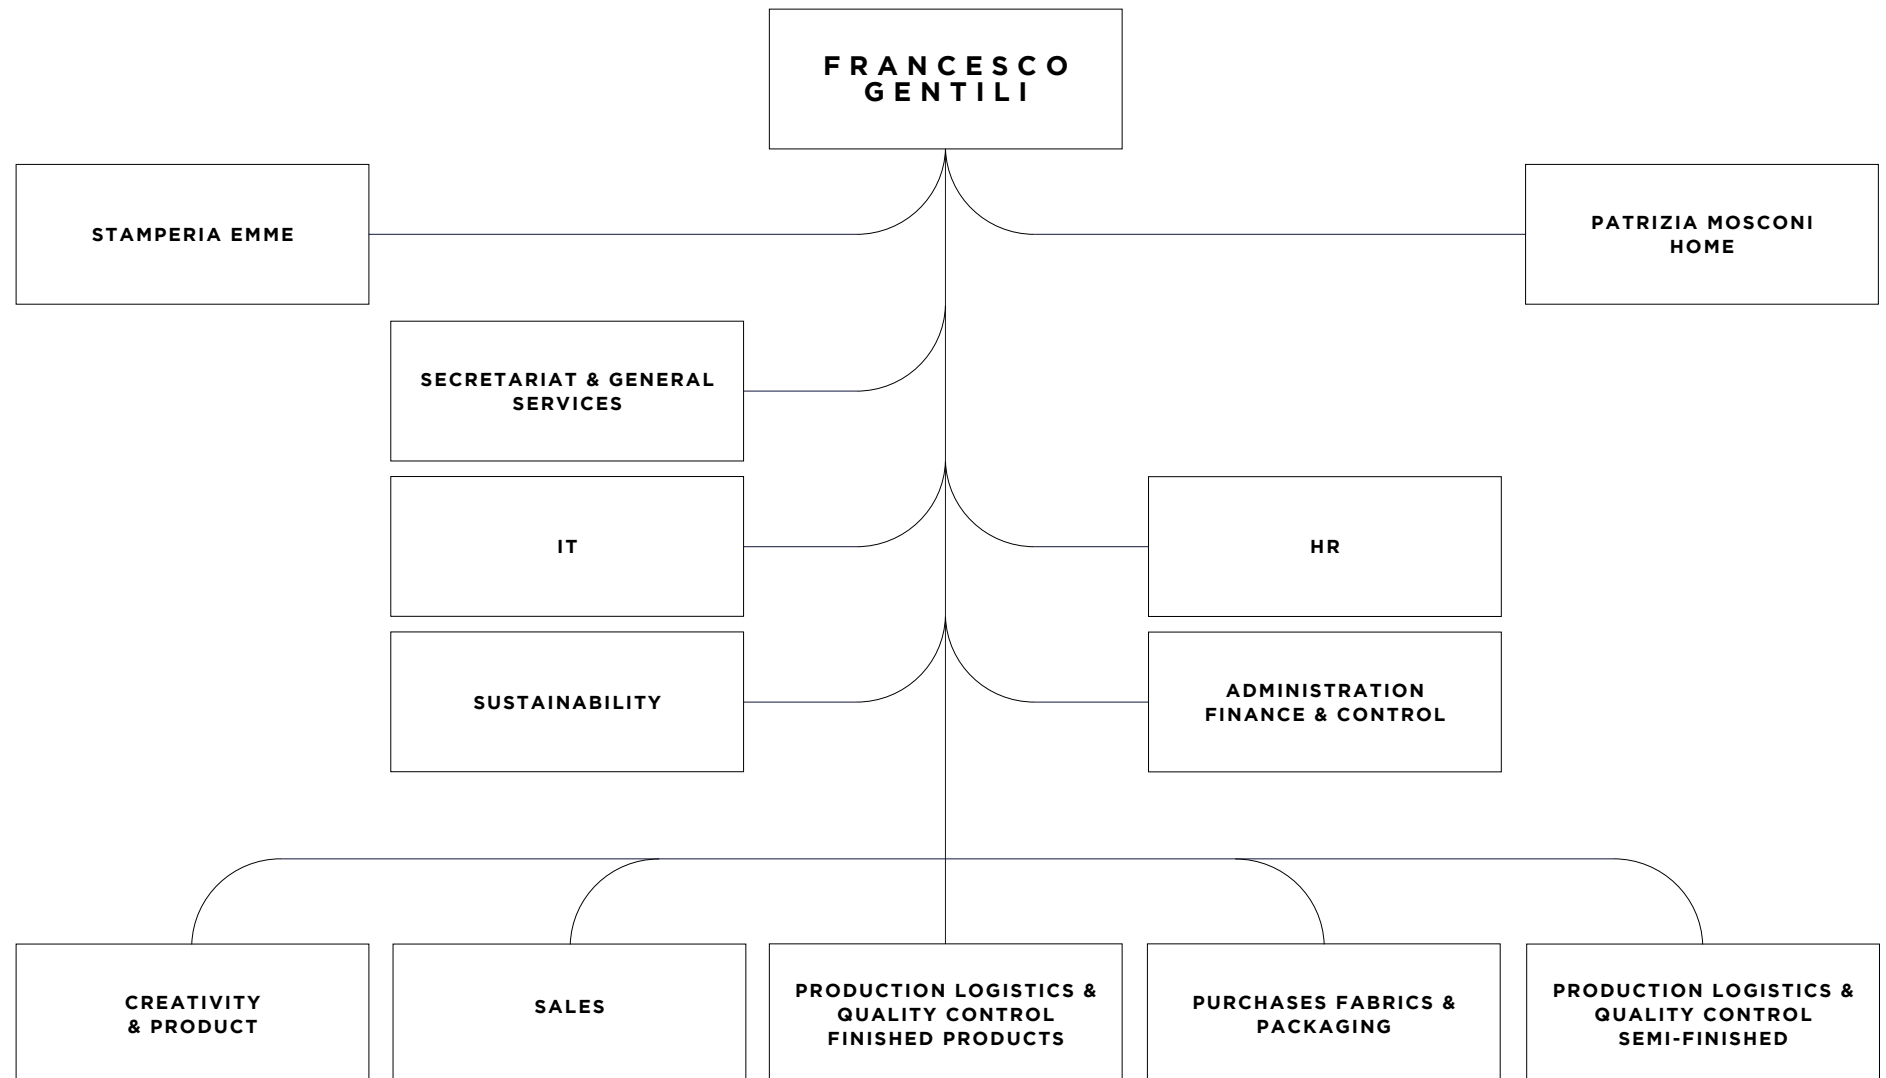 FRANCESCO
GENTILI
STAMPERIA EMME
PATRIZIA MOSCONI
HOME
SECRETARIAT & GENERAL
SERVICES
IT
HR
SUSTAINABILITY
ADMINISTRATION
FINANCE & CONTROL
CREATIVITY
& PRODUCT
SALES
PRODUCTION LOGISTICS &
QUALITY CONTROL
FINISHED PRODUCTS
PURCHASES FABRICS &
PACKAGING
PRODUCTION LOGISTICS &
QUALITY CONTROL
SEMI-FINISHED